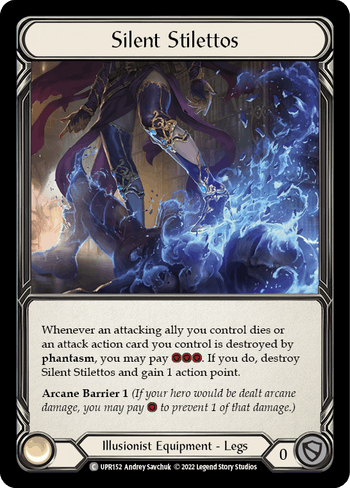 Silent Stilettos
Whenever an attacking ally you control dies or
an attack action card you control is destroyed by
phantasm, you may pay . If you do, destroy
Silent Stilettos and gain 1 action point.
Arcane Barrier 1 (If your hero would be dealt arcane
damage, you may pay to prevent 1 of that damage.)
Illusionist Equipment - Legs
0
C UPR152 Andrey Savchuk © 2022 Legend Story Studios